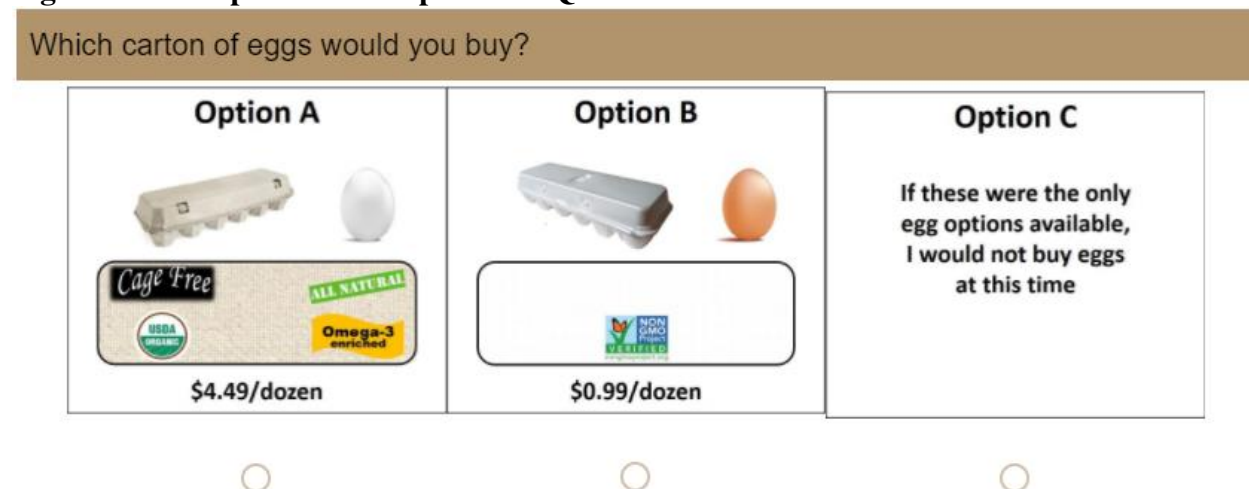 Which carton of eggs would you buy?
Option A
Cage Free
ALL NATURAL
USDA
ORGANIC
Omega-3
enriched
$4.49/dozen
Option B
NON
GMO
Project
VERIFIED
nongmoproject.org
$0.99/dozen
Option C
If these were the only
egg options available,
I would not buy eggs
at this time